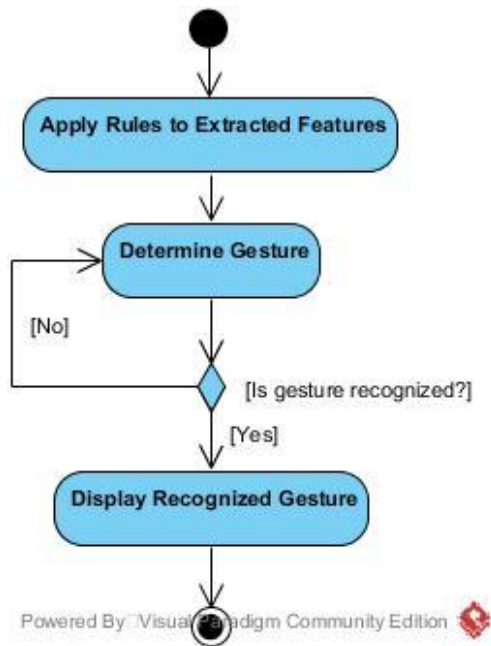 Apply Rules to Extracted Features
Determine Gesture
[No]
[Is gesture recognized?]
[Yes]
Display Recognized Gesture
Powered By Visual Paradigm Community Edition